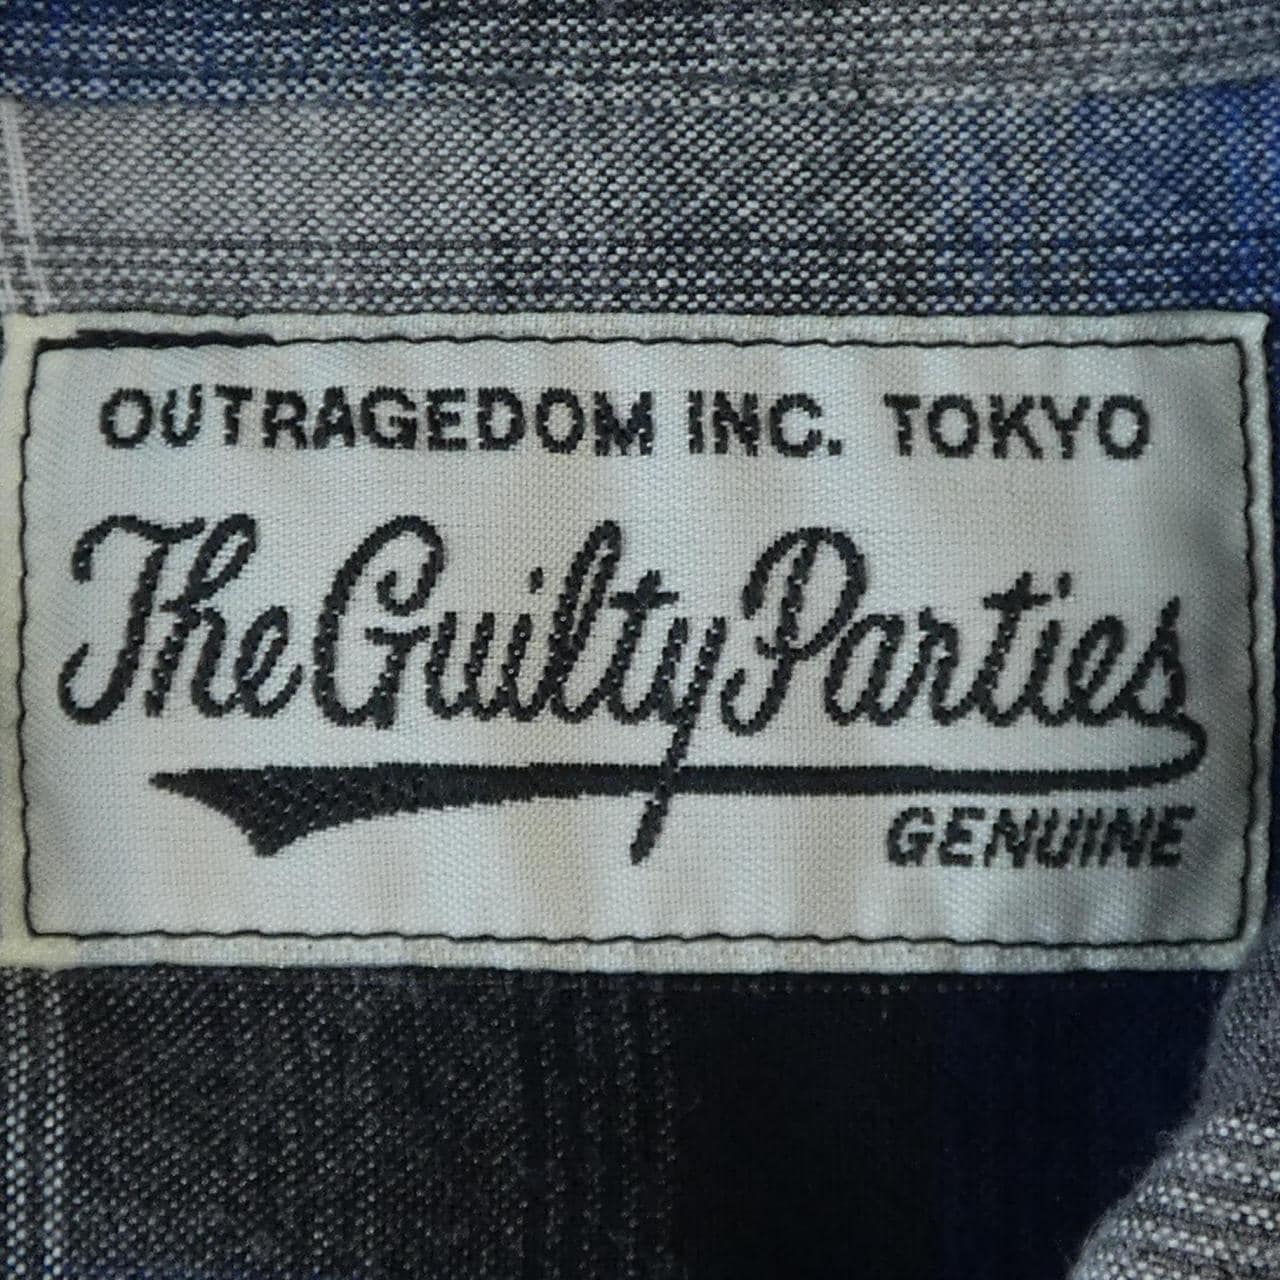 OUTRAGEDOM INC. TOKYO
The Guilty Parties
GENUINE